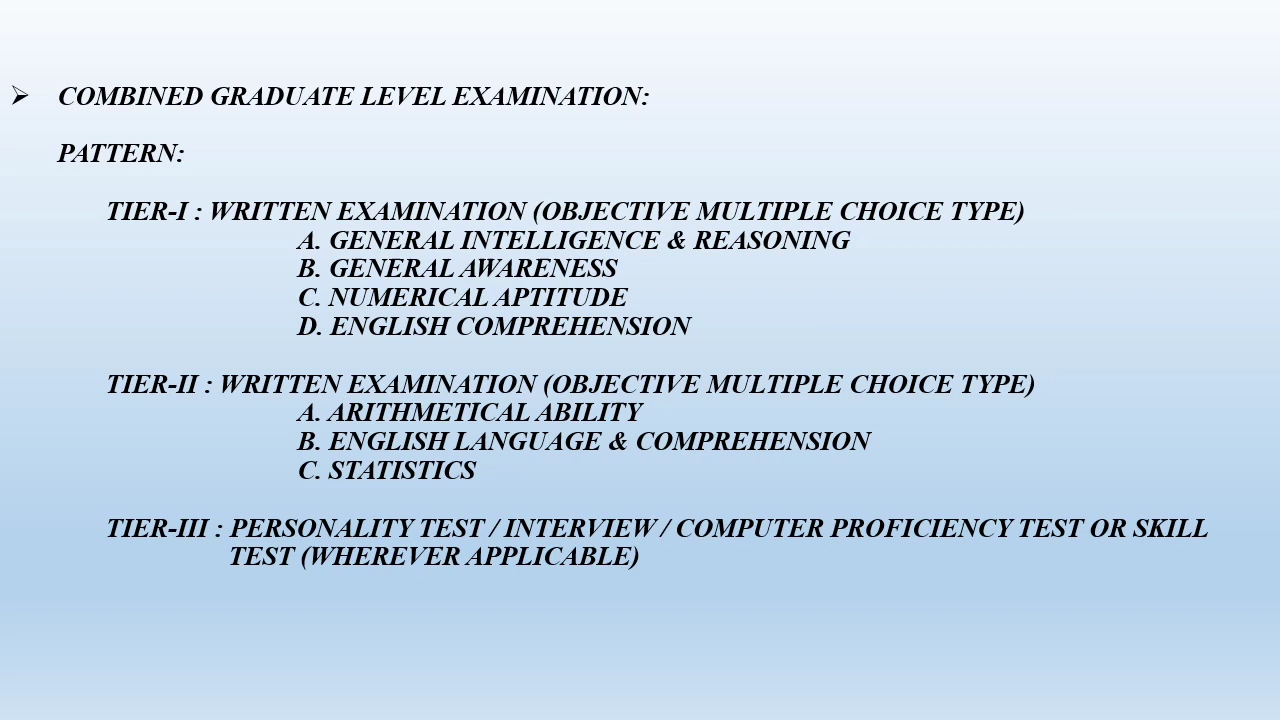 ➢ COMBINED GRADUATE LEVEL EXAMINATION:
PATTERN:
TIER-I : WRITTEN EXAMINATION (OBJECTIVE MULTIPLE CHOICE TYPE)
A. GENERAL INTELLIGENCE & REASONING
B. GENERAL AWARENESS
C. NUMERICAL APTITUDE
D. ENGLISH COMPREHENSION
TIER-II : WRITTEN EXAMINATION (OBJECTIVE MULTIPLE CHOICE TYPE)
A. ARITHMETICAL ABILITY
B. ENGLISH LANGUAGE & COMPREHENSION
C. STATISTICS
TIER-III : PERSONALITY TEST / INTERVIEW / COMPUTER PROFICIENCY TEST OR SKILL
TEST (WHEREVER APPLICABLE)